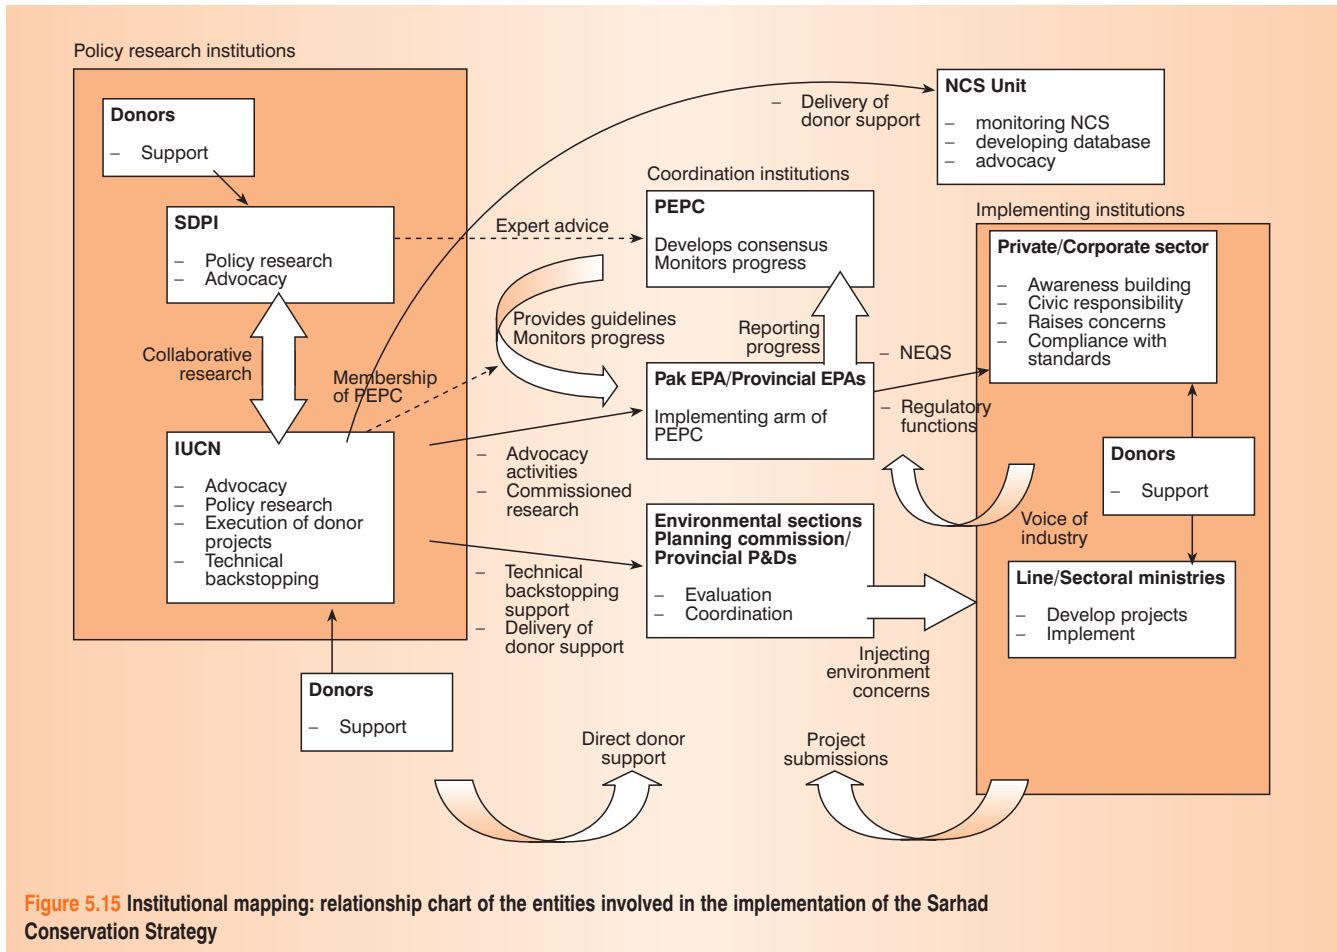 Policy research institutions
Donors
– Support
SDPI
– Policy research
– Advocacy
Collaborative
research
IUCN
– Advocacy
– Policy research
– Execution of donor
projects
– Technical
backstopping
Donors
– Support
Membership
of PEPC
Expert advice
Provides guidelines
Monitors progress
– Advocacy
activities
– Commissioned
research
– Technical
backstopping
support
– Delivery of
donor support
Direct donor
support
– Delivery of
donor support
NCS Unit
– monitoring NCS
– developing database
– advocacy
Coordination institutions
PEPC
Develops consensus
Monitors progress
Reporting
progress
Pak EPA/Provincial EPAs
Implementing arm of
PEPC
– NEQS
– Regulatory
functions
Environmental sections
Planning commission/
Provincial P&Ds
– Evaluation
– Coordination
Injecting
environment
concerns
Project
submissions
Implementing institutions
Private/Corporate sector
– Awareness building
– Civic responsibility
– Raises concerns
– Compliance with
standards
Donors
– Support
Voice of
industry
Line/Sectoral ministries
– Develop projects
– Implement
Figure 5.15 Institutional mapping: relationship chart of the entities involved in the implementation of the Sarhad
Conservation Strategy